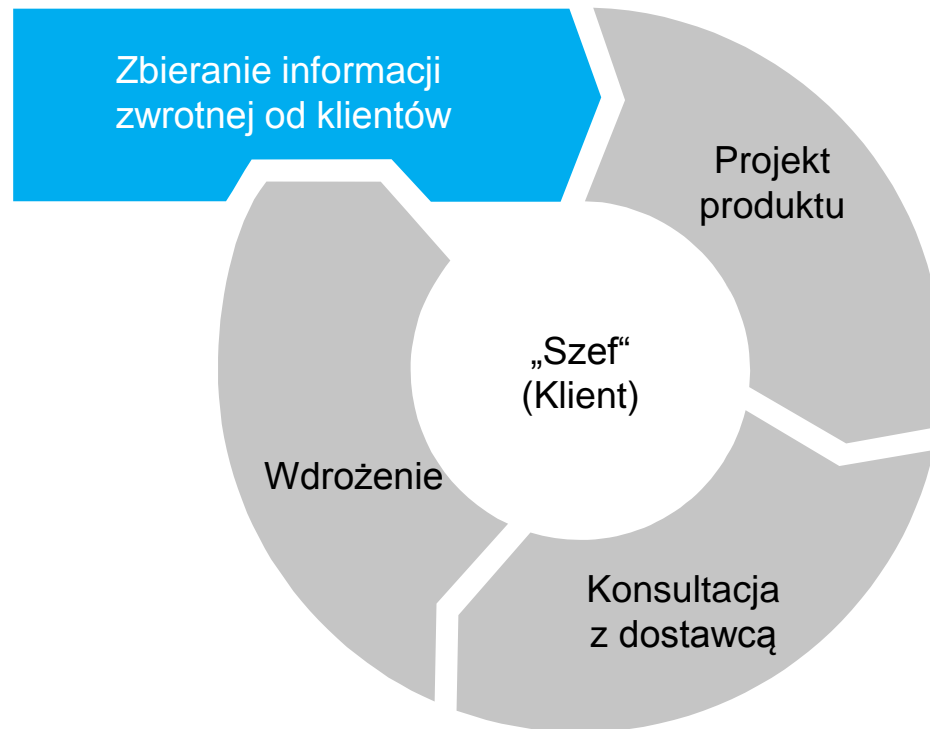 Zbieranie informacji
zwrotnej od klientów
Projekt
produktu
„Szef“
(Klient)
Wdrożenie
Konsultacja
z dostawcą